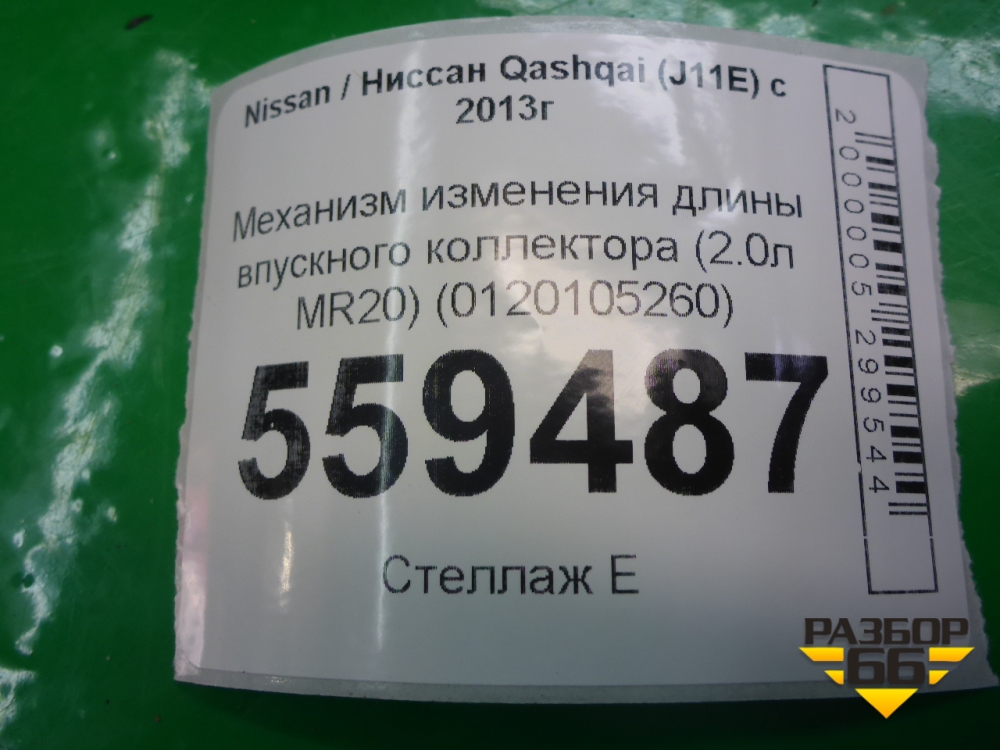 Nissan / Ниссан Qashqai (J11E) с
2013г
Механизм изменения длины
впускного коллектора (2.0л
MR20) (0120105260)
559487
Стеллаж Е
2000005299544
РАЗБОР
66